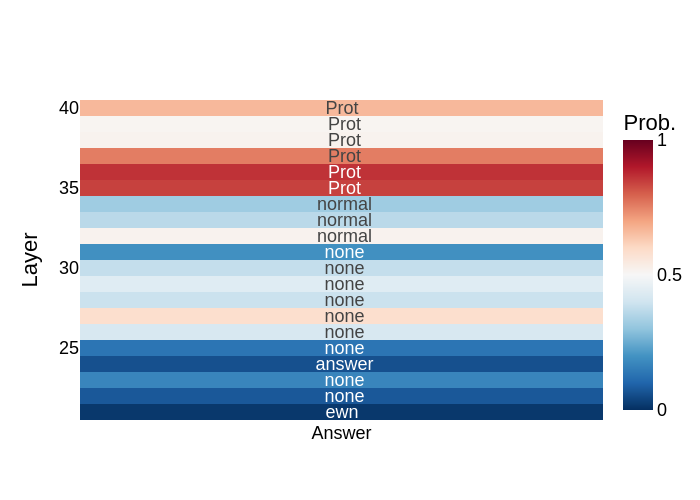 40
Prot
Prob.
Prot
1
Prot
Prot
Prot
35
Prot
normal
normal
Layer
normal
none
30
none
0.5
none
none
none
none
25
none
answer
none
none
ewn
0
Answer